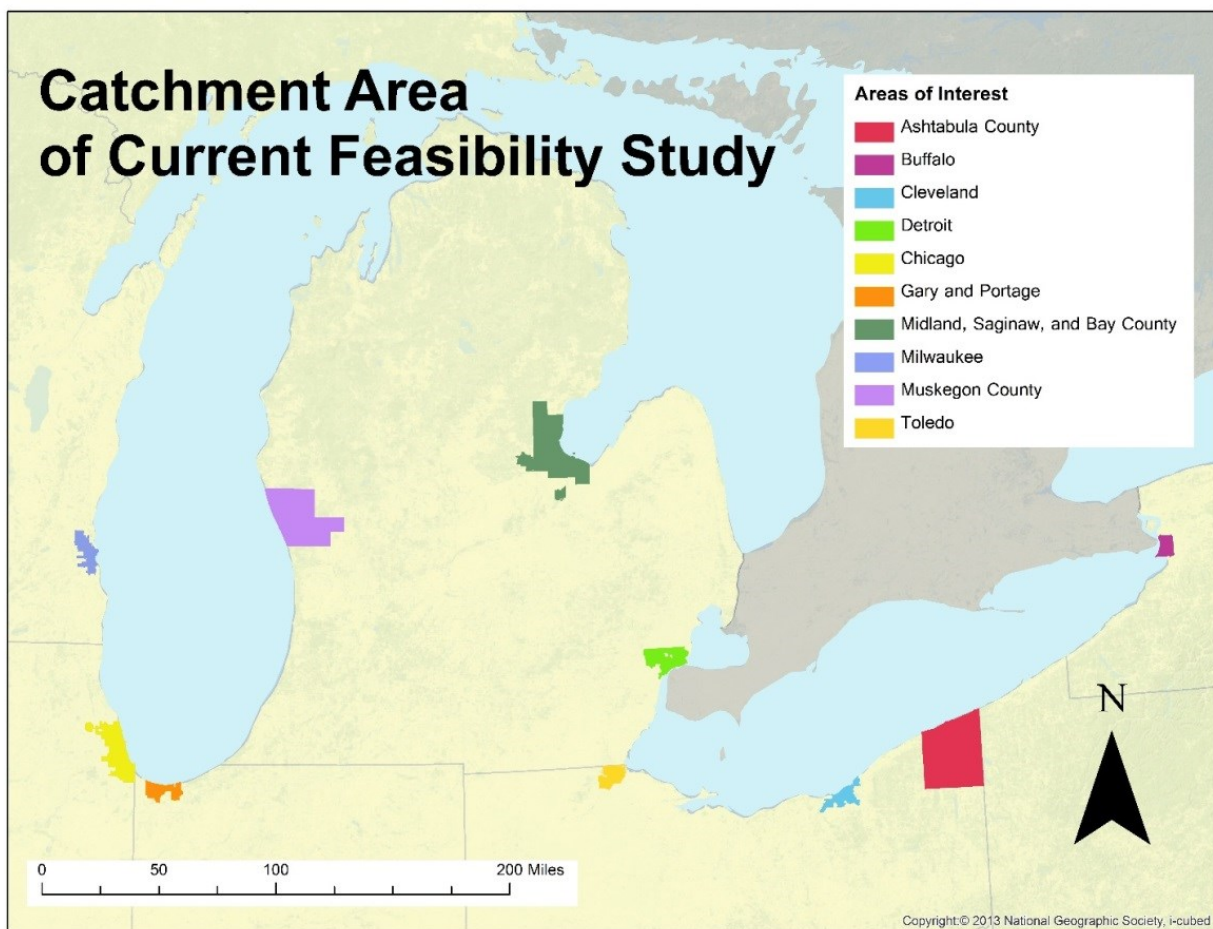 Catchment Area
of Current Feasibility Study
Areas of Interest
Ashtabula County
Buffalo
Cleveland
Detroit
Chicago
Gary and Portage
Midland, Saginaw, and Bay County
Milwaukee
Muskegon County
Toledo
N
0 50 100 200 Miles
Copyright:© 2013 National Geographic Society, i-cubed